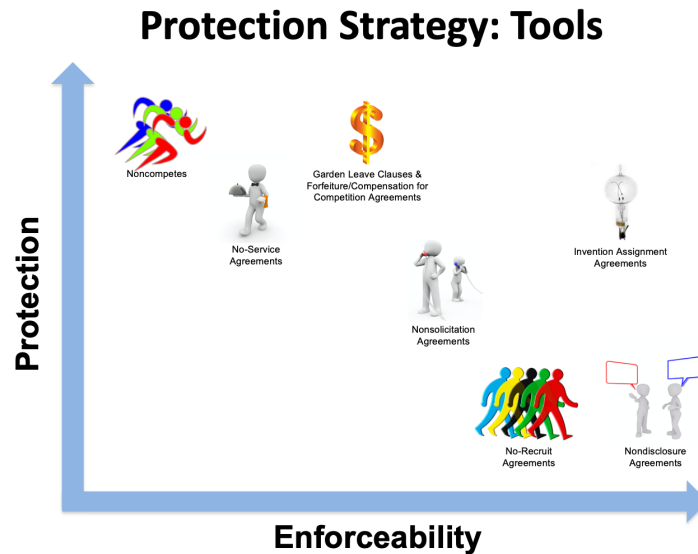 Protection Strategy: Tools
Protection
Noncompetes
Garden Leave Clauses &
Forfeiture/Compensation for
Competition Agreements
No-Service
Agreements
Invention Assignment
Agreements
Nonsolicitation
Agreements
No-Recruit
Agreements
Nondisclosure
Agreements
Enforceability